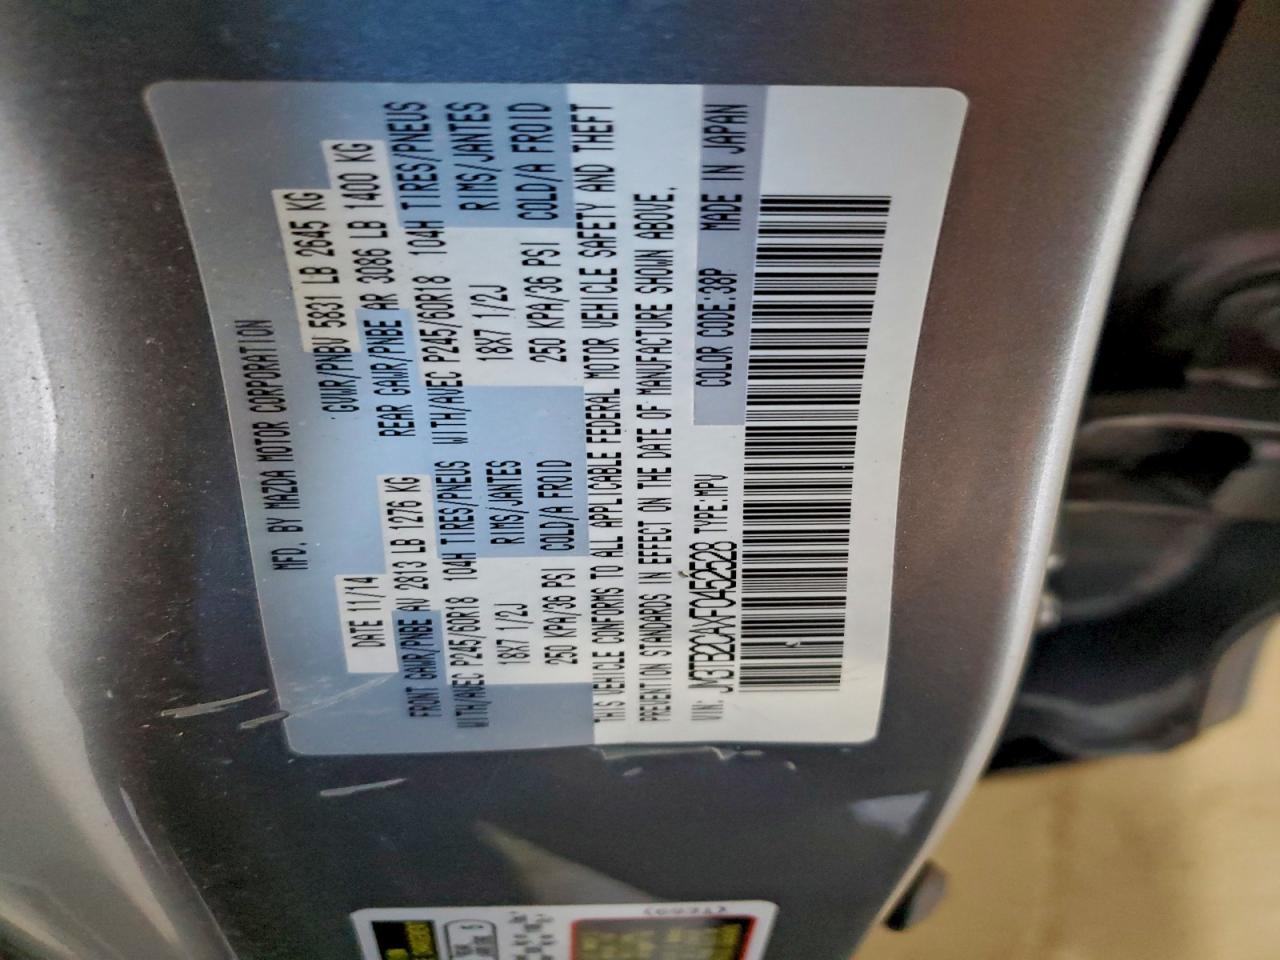 MFD. BY MAZDA MOTOR CORPORATION
DATE 11/14 GVWR/PNBV 5831 LB 2645 KG
FRONT GAWR/PNBE AV 2813 LB 1276 KG REAR GAWR/PNBE AR 3086 LB 1400 KG
WITH/AVEC P245/60R18 104H TIRES/PNEUS WITH/AVEC P245/60R18 104H TIRES/PNEUS
18X7 1/2J RIMS/JANTES 18X7 1/2J RIMS/JANTES
250 KPA/36 PSI COLD/A FROID 250 KPA/36 PSI COLD/A FROID
THIS VEHICLE CONFORMS TO ALL APPLICABLE FEDERAL MOTOR VEHICLE SAFETY AND THEFT
PREVENTION STANDARDS IN EFFECT ON THE DATE OF MANUFACTURE SHOWN ABOVE.
VIN: JM3TB2CAXF0452528 TYPE:MPV COLOR CODE:38P MADE IN JAPAN